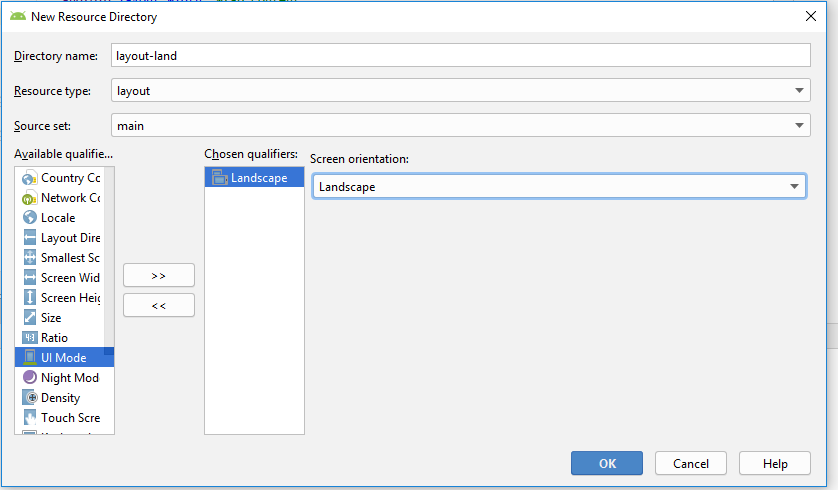 New Resource Directory
Directory name: layout-land
Resource type: layout
Source set: main
Available qualifie... Chosen qualifiers: Screen orientation:
Country Co
Network Co
Locale
Layout Dire
Smallest Sc
Screen Wid
Screen Heig
Size
Ratio
UI Mode
Night Mod
Density
Touch Scre
>>
<<
Landscape
Landscape
OK Cancel Help